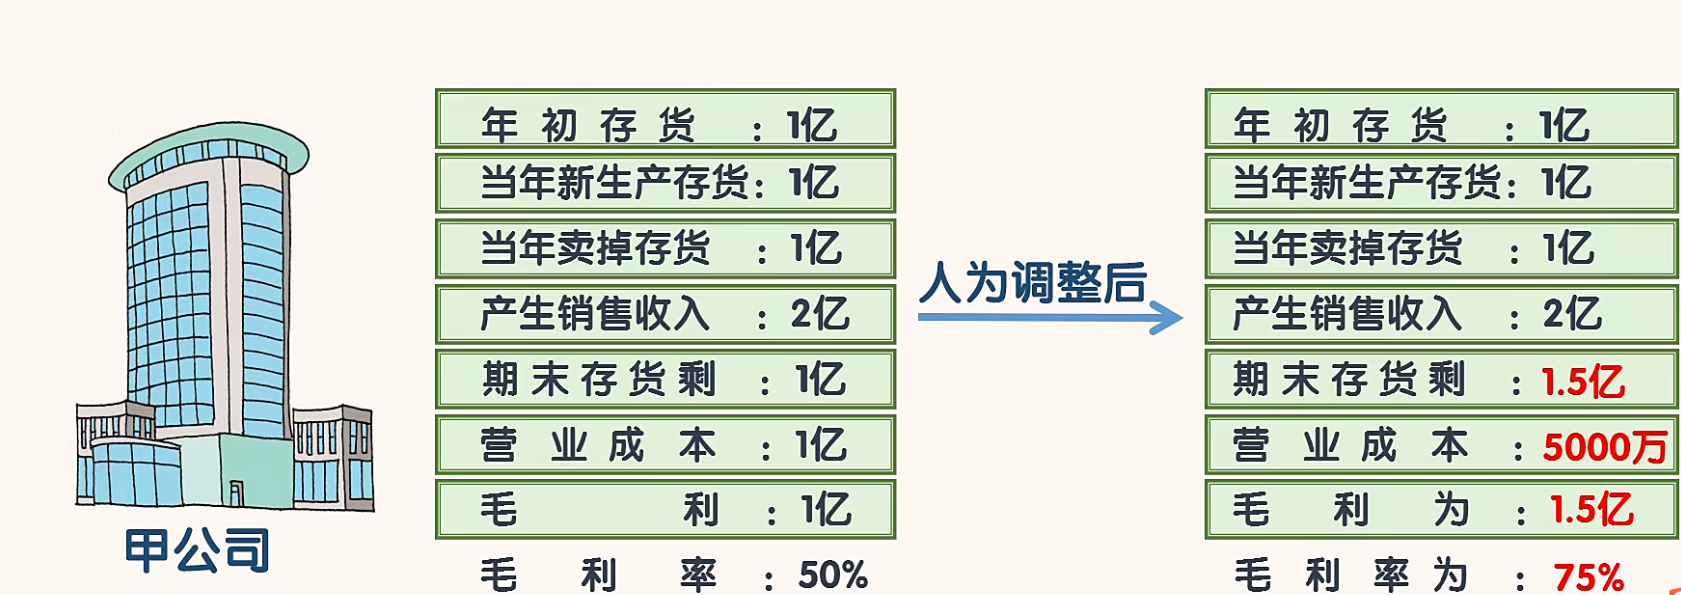 年初存货：1亿
当年新生产存货：1亿
当年卖掉存货：1亿
产生销售收入：2亿
期末存货剩：1亿
营业成本：1亿
毛利：1亿
毛利率：50%
甲公司
人为调整后
年初存货：1亿
当年新生产存货：1亿
当年卖掉存货：1亿
产生销售收入：2亿
期末存货剩：1.5亿
营业成本：5000万
毛利为：1.5亿
毛利率为：75%